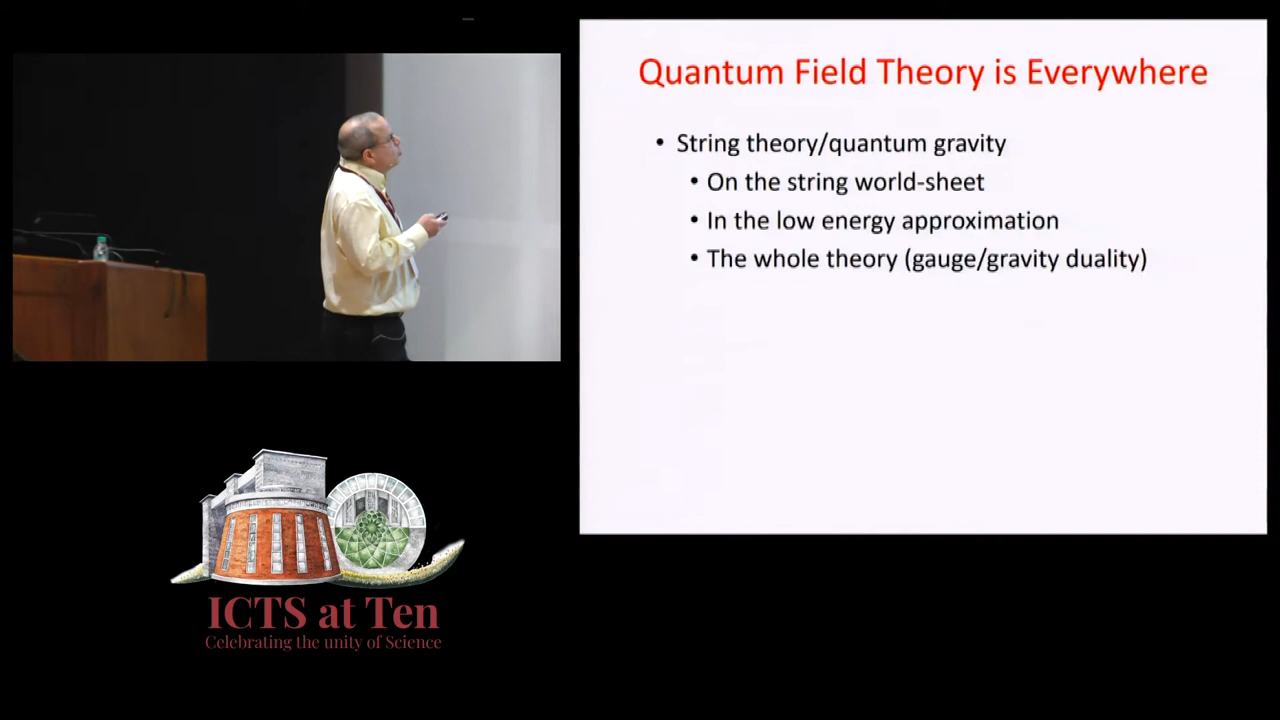 Quantum Field Theory is Everywhere
• String theory/quantum gravity
• On the string world-sheet
• In the low energy approximation
• The whole theory (gauge/gravity duality)
ICTS at Ten
Celebrating the unity of Science